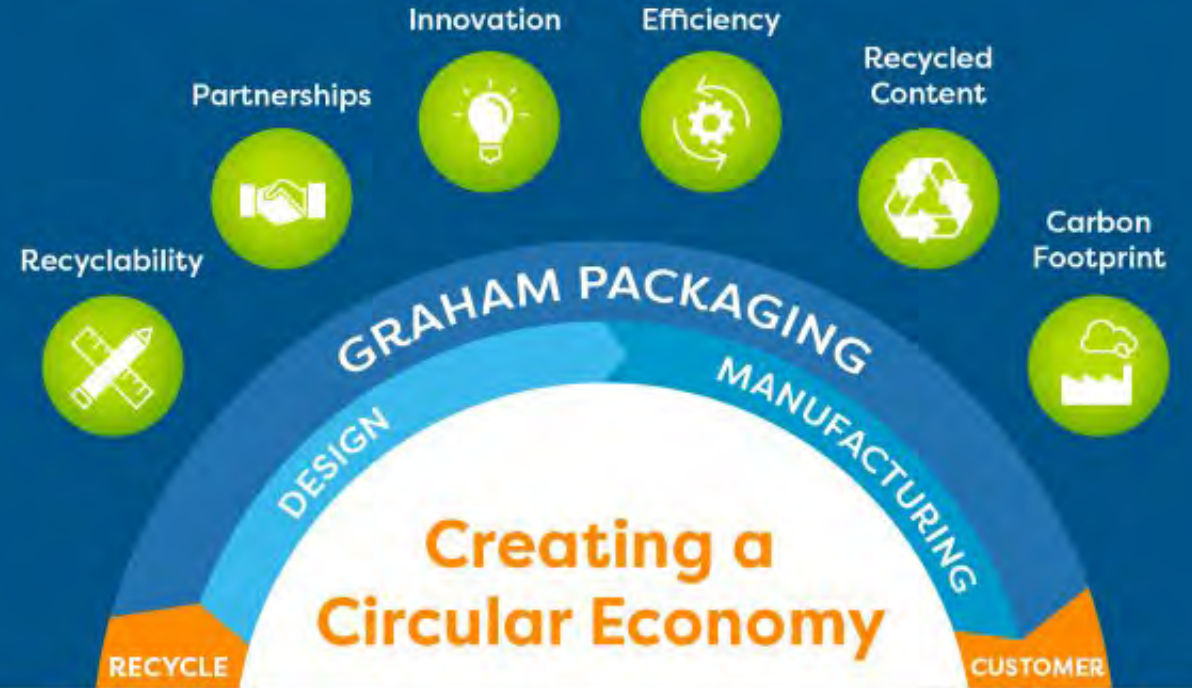 Innovation
Efficiency
Partnerships
Recycled
Content
Recyclability
Carbon
Footprint
GRAHAM PACKAGING
DESIGN
MANUFACTURING
Creating a
Circular Economy
RECYCLE
CUSTOMER